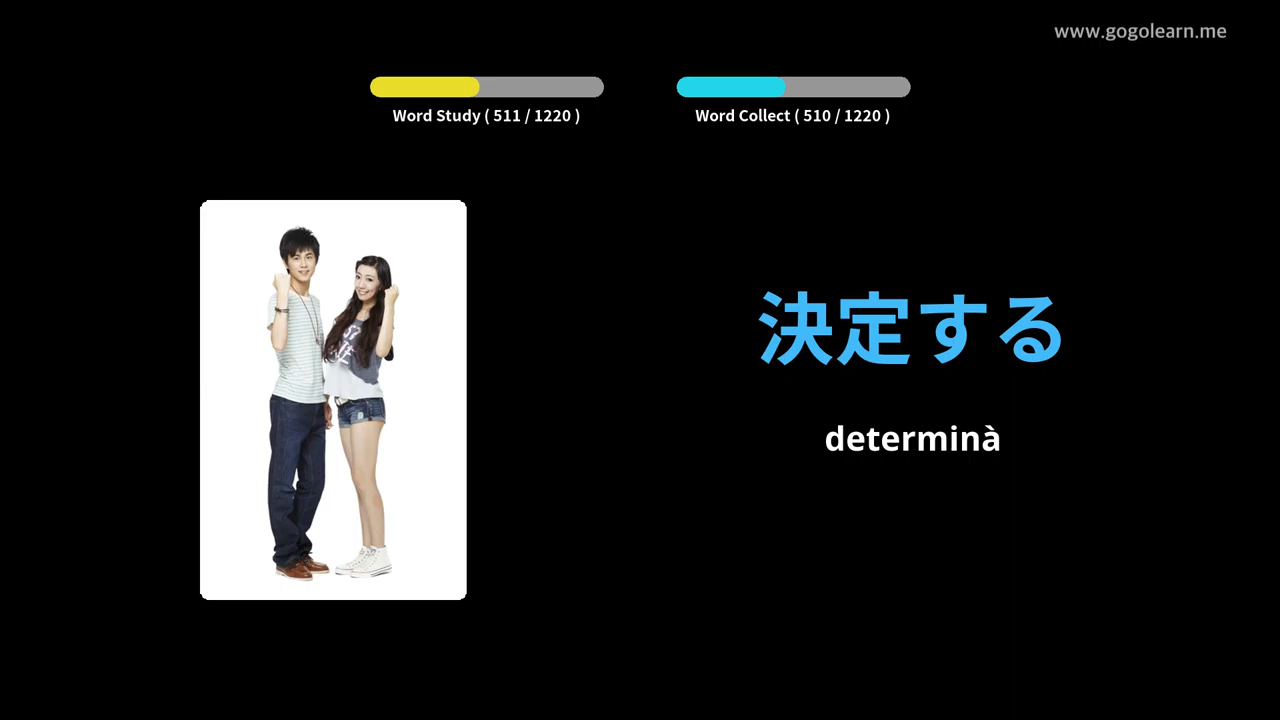 www.gogolearn.me
Word Study ( 511 / 1220 )
Word Collect ( 510 / 1220 )
決定する
determinà